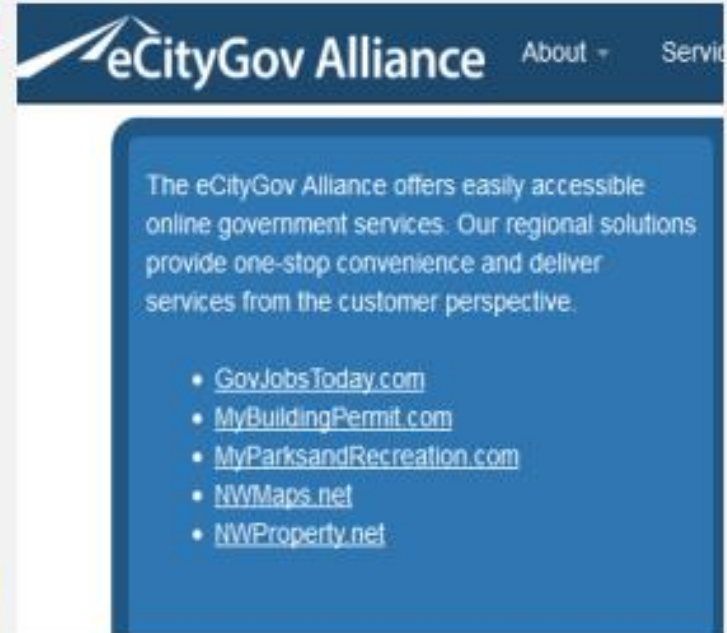 eCityGov Alliance About
The eCityGov Alliance offers easily accessible
online government services. Our regional solutions
provide one-stop convenience and deliver
services from the customer perspective.
• GovJobsToday.com
• MyBuildingPermit.com
• MyParksandRecreation.com
• NWMaps.net
• NWProperty.net